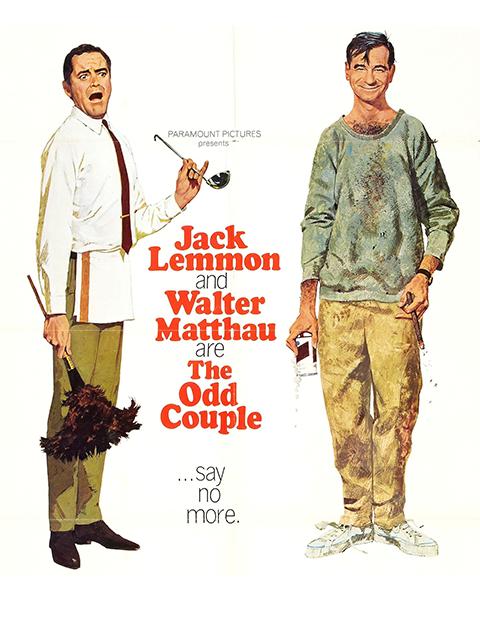 PARAMOUNT PICTURES
presents
Jack
Lemmon
and
Walter
Matthau
are
The
Odd
Couple
...say
no
more.